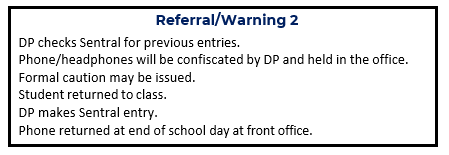 Referral/Warning 2
DP checks Sentral for previous entries.
Phone/headphones will be confiscated by DP and held in the office.
Formal caution may be issued.
Student returned to class.
DP makes Sentral entry.
Phone returned at end of school day at front office.